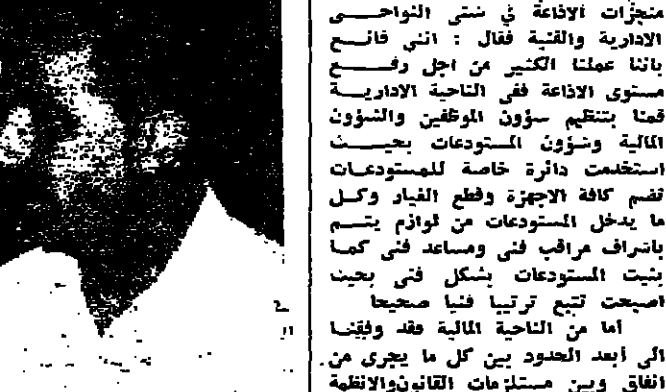 منجزات الاذاعة في شتى النواحي
الادارية والفنية فقال : انني قانع
باننا عملنا الكثير من اجل رفع
مستوى الاذاعة ففي الناحية الادارية
قمنا بتنظيم سؤون الموظفين والشؤون
المالية وشؤون المستودعات بحيث
استخدمت دائرة خاصة للمستودعات
تضم كافة الاجهزة وقطع الغيار وكل
ما يدخل المستودعات من لوازم يتم
باشراف مراقب فني ومساعد فني كما
بنيت المستودعات بشكل فني بحيث
اصبحت تتبع ترتيبا فنيا صحيحا
أما من الناحية المالية فقد وفقنا
الى أبعد الحدود بين كل ما يجرى من
انفاق وبين مستلزمات القانون والانظمة